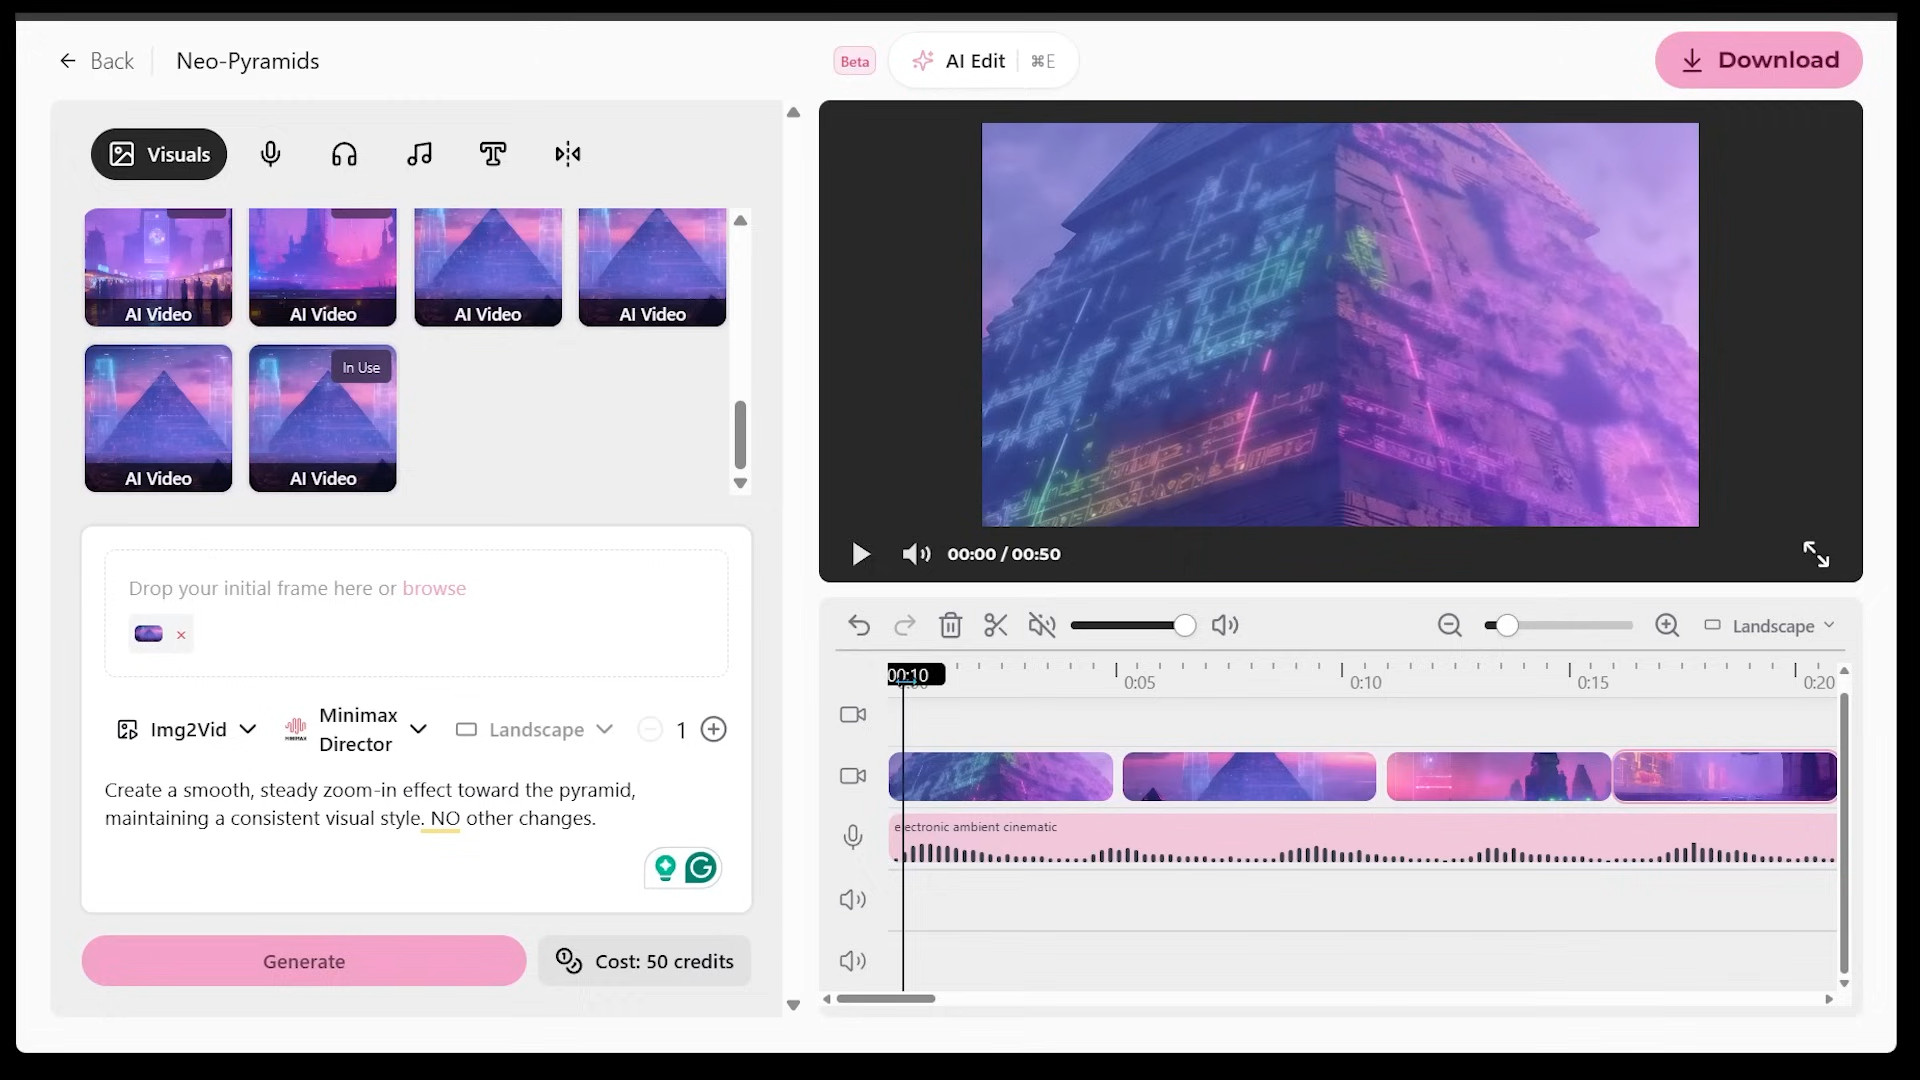 Back
Neo-Pyramids
Beta
AI Edit
⌘E
Download
Visuals
AI Video
AI Video
AI Video
AI Video
In Use
AI Video
AI Video
Drop your initial frame here or browse
Img2Vid
Minimax
Director
Landscape
1
Create a smooth, steady zoom-in effect toward the pyramid,
maintaining a consistent visual style. NO other changes.
Generate
Cost: 50 credits
00:00 / 00:50
Landscape
00:10
0:05
0:10
0:15
0:20
electronic ambient cinematic